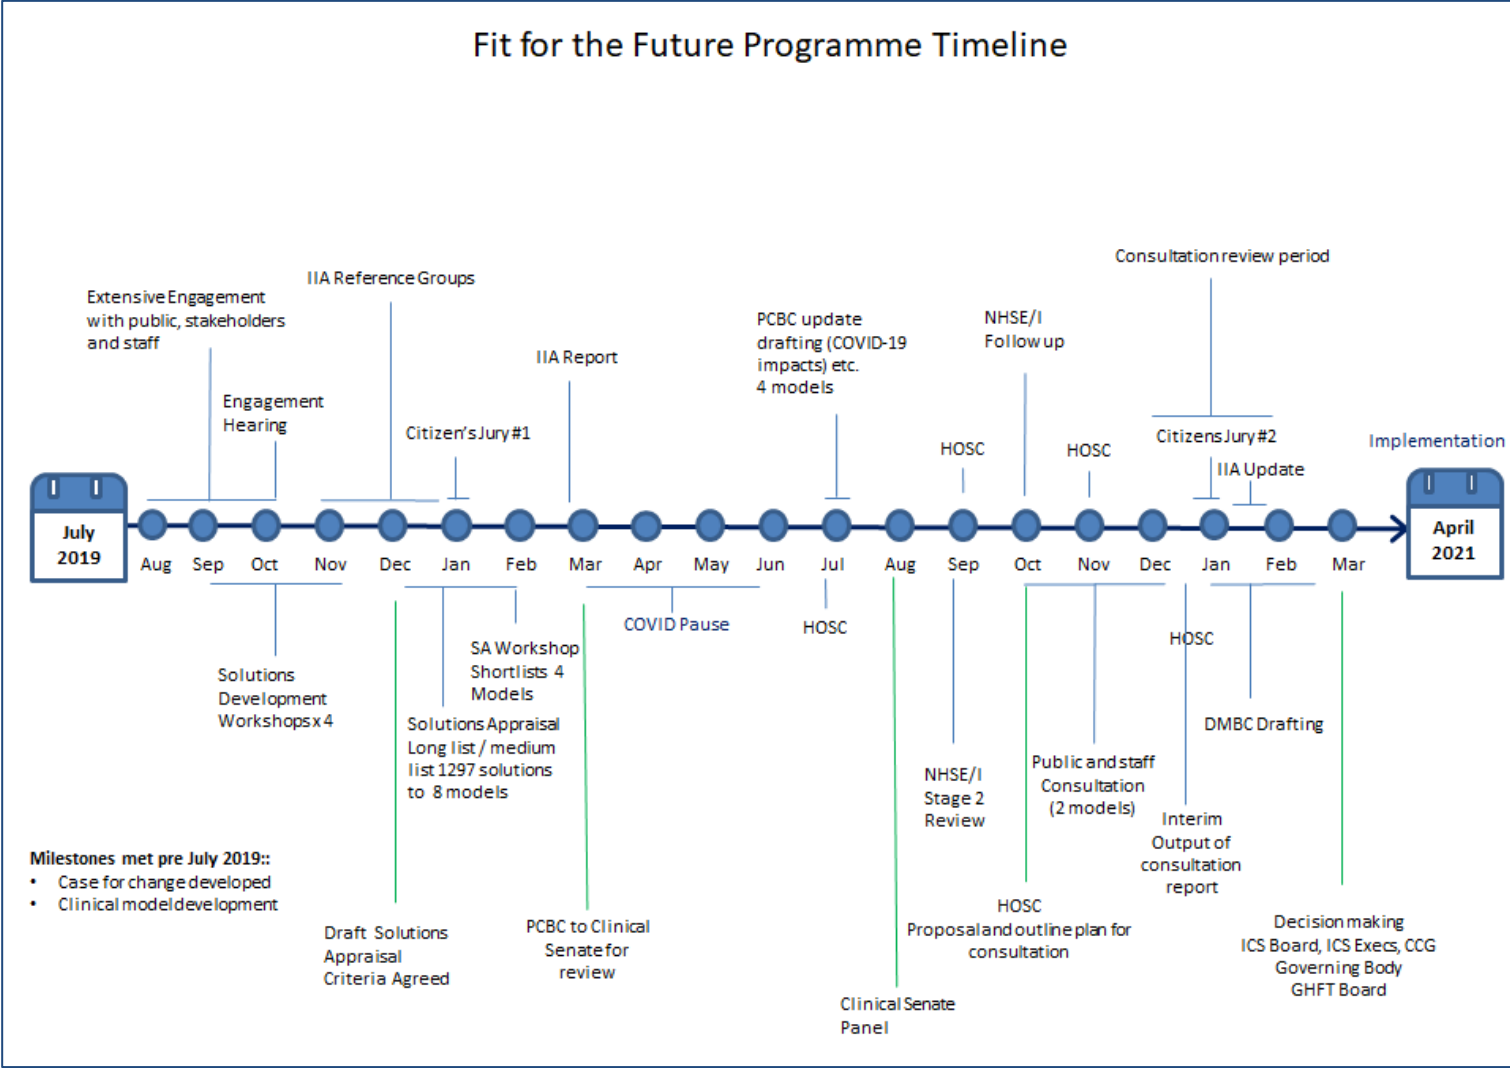 Fit for the Future Programme Timeline
Consultation review period
IIA Reference Groups
Extensive Engagement
with public, stakeholders
and staff
PCBC update
drafting (COVID-19
impacts) etc.
4 models
NHSE/I
Follow up
IIA Report
Engagement
Hearing
Citizen's Jury #1
HOSC
HOSC
Citizens Jury #2
IIA Update
Implementation
July
2019
April
2021
Aug Sep Oct Nov Dec Jan Feb Mar Apr May Jun Jul Aug Sep Oct Nov Dec Jan Feb Mar
COVID Pause
HOSC
HOSC
SA Workshop
Shortlists 4
Models
Solutions
Development
Workshops x 4
Solutions Appraisal
Long list / medium
list 1297 solutions
to 8 models
DMBC Drafting
NHSE/I
Stage 2
Review
Public and staff
Consultation
(2 models)
Interim
Output of
consultation
report
Milestones met pre July 2019::
• Case for change developed
• Clinical model development
Draft Solutions
Appraisal
Criteria Agreed
PCBC to Clinical
Senate for
review
HOSC
Proposal and outline plan for
consultation
Decision making
ICS Board, ICS Execs, CCG
Governing Body
GHFT Board
Clinical Senate
Panel